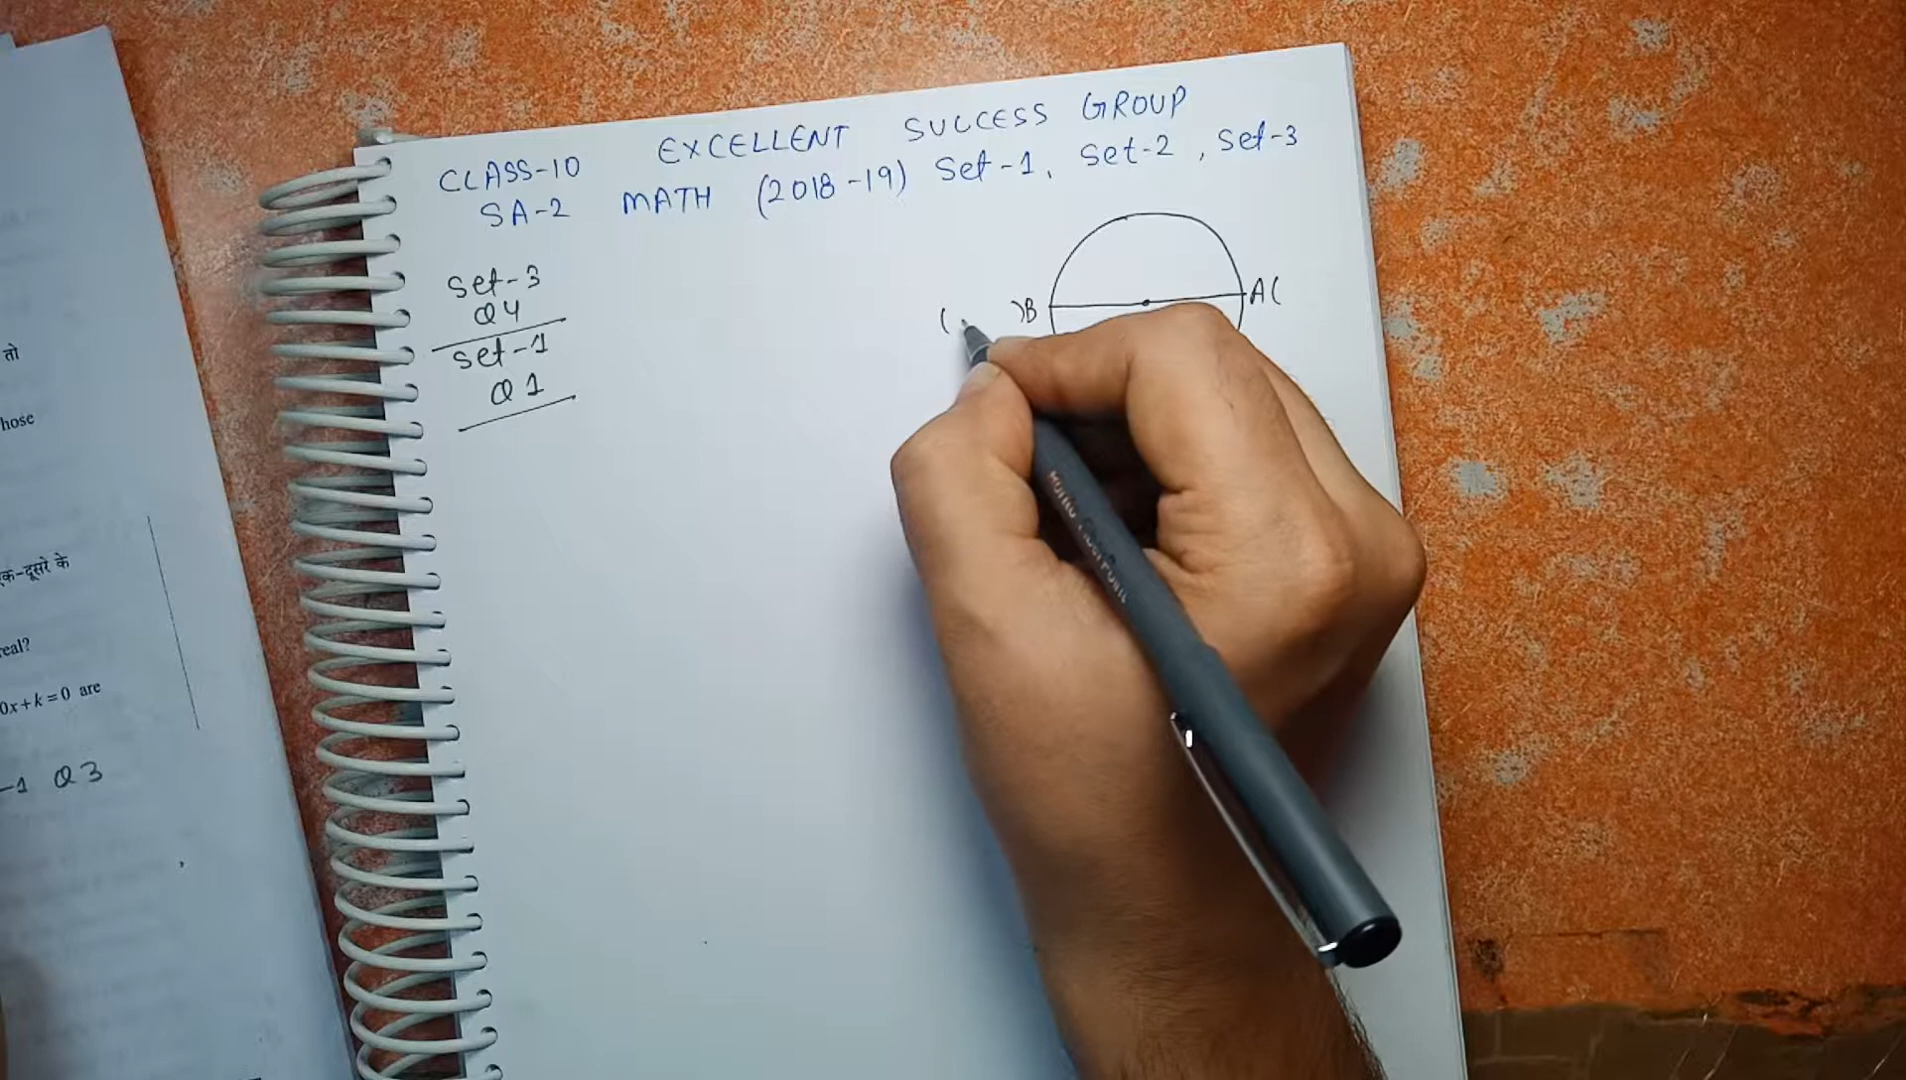 EXCELLENT SUCCESS GROUP
CLASS-10
SA-2 MATH (2018-19) Set-1, Set-2, Set-3
Set-3
Q4
Set-1
Q1
( )B A(
तो
hose
एक-दूसरे के
real?
0x+k=0 are
-1 Q3